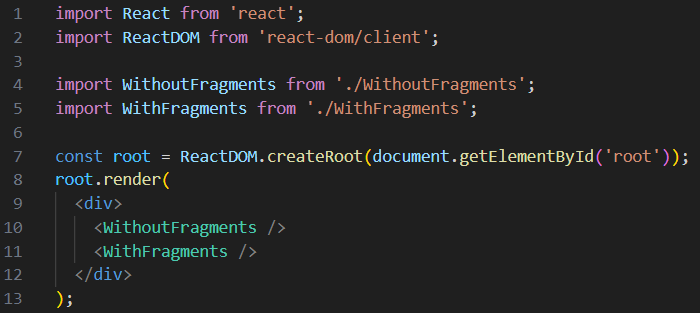 1 import React from 'react';
2 import ReactDOM from 'react-dom/client';
3
4 import WithoutFragments from './WithoutFragments';
5 import WithFragments from './WithFragments';
6
7 const root = ReactDOM.createRoot(document.getElementById('root'));
8 root.render(
9   <div>
10     <WithoutFragments />
11     <WithFragments />
12   </div>
13 );